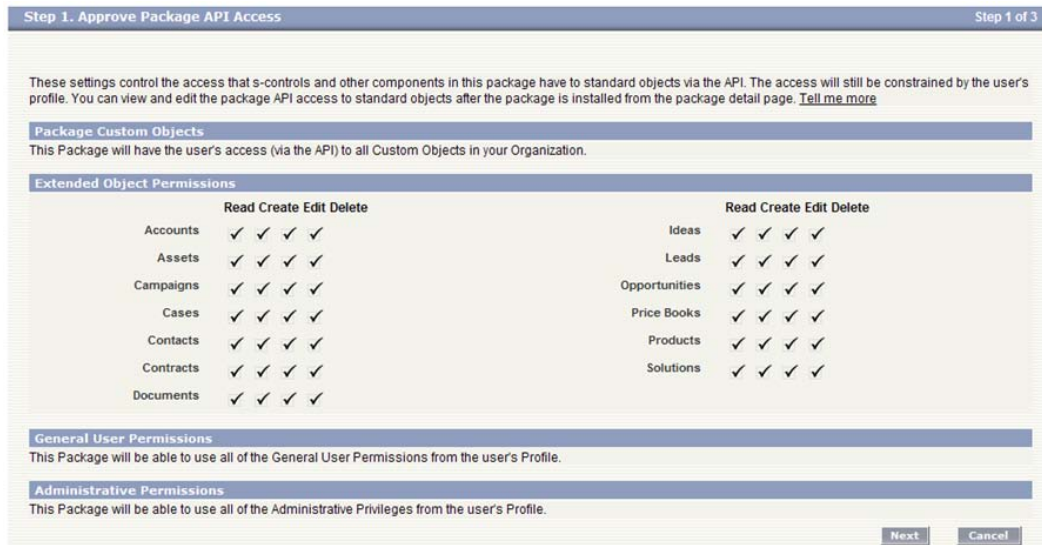 Step 1. Approve Package API Access Step 1 of 3
These settings control the access that s-controls and other components in this package have to standard objects via the API. The access will still be constrained by the user's
profile. You can view and edit the package API access to standard objects after the package is installed from the package detail page. Tell me more
Package Custom Objects
This Package will have the user's access (via the API) to all Custom Objects in your Organization.
Extended Object Permissions
Read Create Edit Delete Read Create Edit Delete
Accounts ✓ ✓ ✓ ✓ Ideas ✓ ✓ ✓ ✓
Assets ✓ ✓ ✓ ✓ Leads ✓ ✓ ✓ ✓
Campaigns ✓ ✓ ✓ ✓ Opportunities ✓ ✓ ✓ ✓
Cases ✓ ✓ ✓ ✓ Price Books ✓ ✓ ✓ ✓
Contacts ✓ ✓ ✓ ✓ Products ✓ ✓ ✓ ✓
Contracts ✓ ✓ ✓ ✓ Solutions ✓ ✓ ✓ ✓
Documents ✓ ✓ ✓ ✓
General User Permissions
This Package will be able to use all of the General User Permissions from the user's Profile.
Administrative Permissions
This Package will be able to use all of the Administrative Privileges from the user's Profile.
Next Cancel